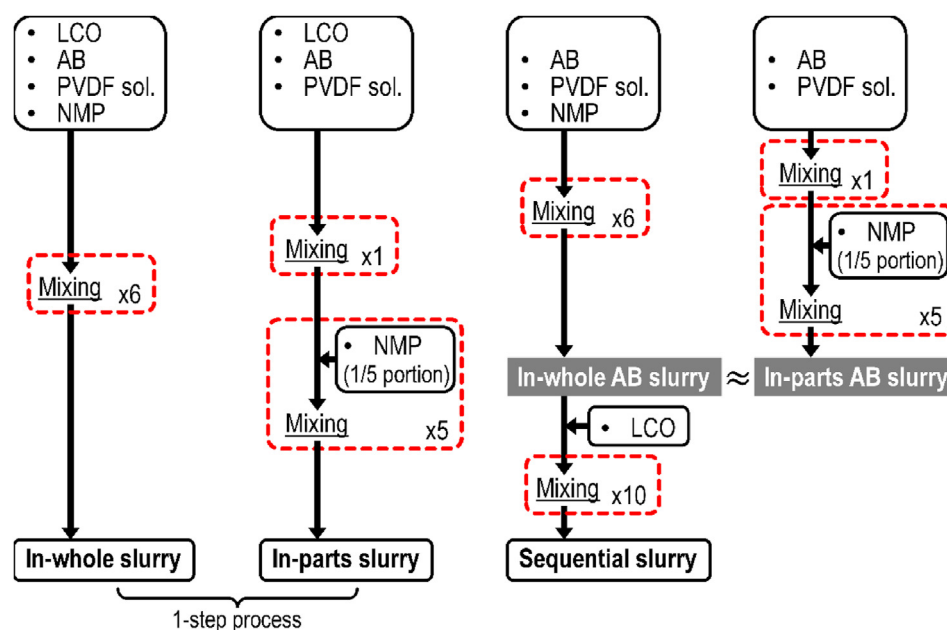 • LCO
• AB
• PVDF sol.
• NMP
Mixing x6
In-whole slurry
• LCO
• AB
• PVDF sol.
Mixing x1
• NMP
(1/5 portion)
Mixing x5
In-parts slurry
1-step process
• AB
• PVDF sol.
• NMP
Mixing x6
In-whole AB slurry ≈ In-parts AB slurry
• LCO
Mixing x10
Sequential slurry
• AB
• PVDF sol.
Mixing x1
• NMP
(1/5 portion)
Mixing x5